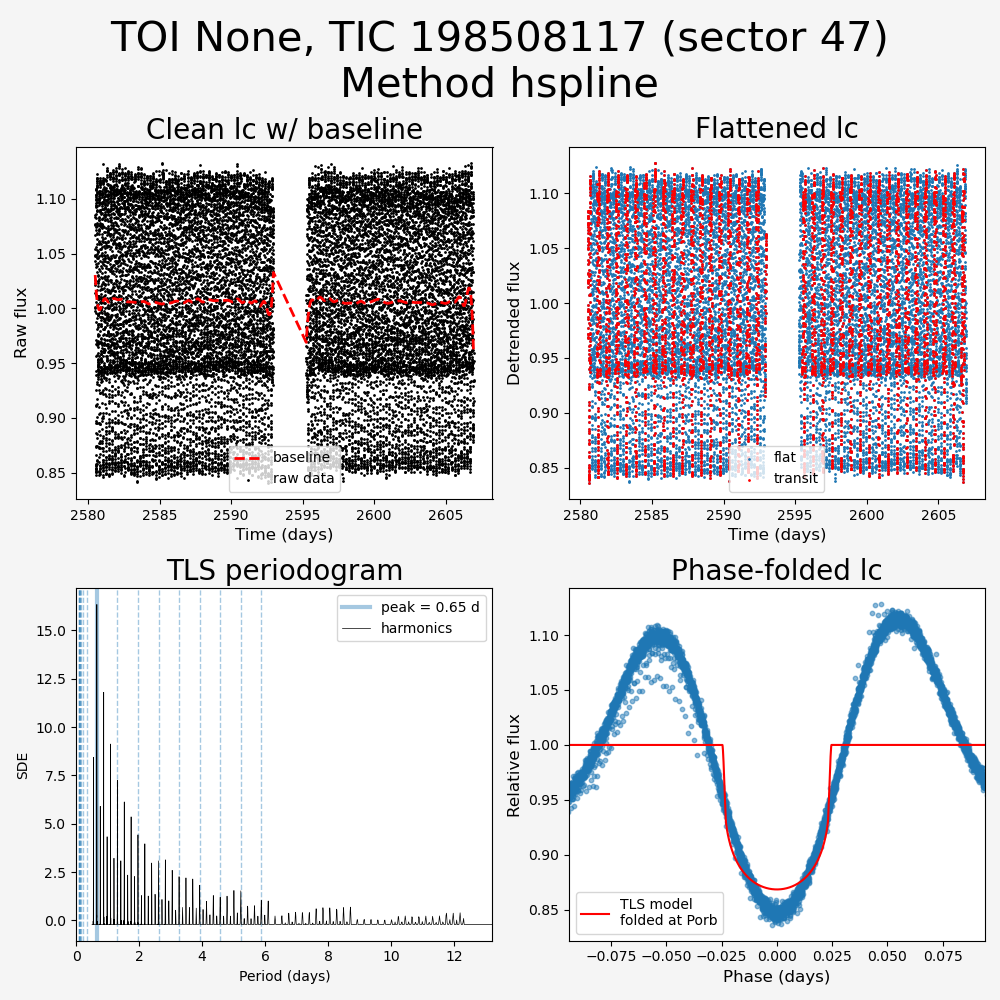 TOI None, TIC 198508117 (sector 47)
Method hspline
Clean lc w/ baseline
Raw flux
1.10
1.05
1.00
0.95
0.90
0.85
baseline
raw data
2580 2585 2590 2595 2600 2605
Time (days)
Flattened lc
Detrended flux
1.10
1.05
1.00
0.95
0.90
0.85
flat
transit
2580 2585 2590 2595 2600 2605
Time (days)
TLS periodogram
SDE
15.0
12.5
10.0
7.5
5.0
2.5
0.0
peak = 0.65 d
harmonics
0 2 4 6 8 10 12
Period (days)
Phase-folded lc
Relative flux
1.10
1.05
1.00
0.95
0.90
0.85
TLS model
folded at Porb
−0.075 −0.050 −0.025 0.000 0.025 0.050 0.075
Phase (days)